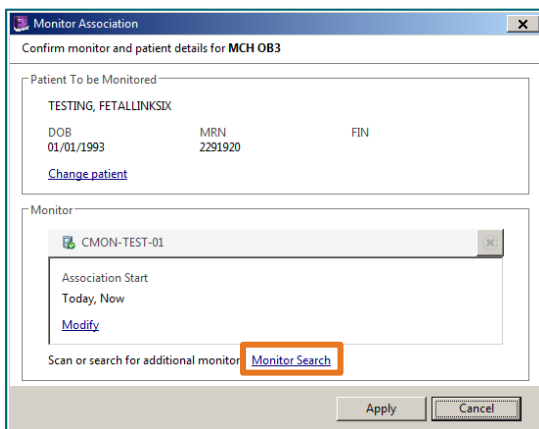 Monitor Association
Confirm monitor and patient details for MCH OB3
Patient To be Monitored
TESTING, FETALLINKSIX
DOB MRN FIN
01/01/1993 2291920
Change patient
Monitor
CMON-TEST-01
Association Start
Today, Now
Modify
Scan or search for additional monitor Monitor Search
Apply Cancel